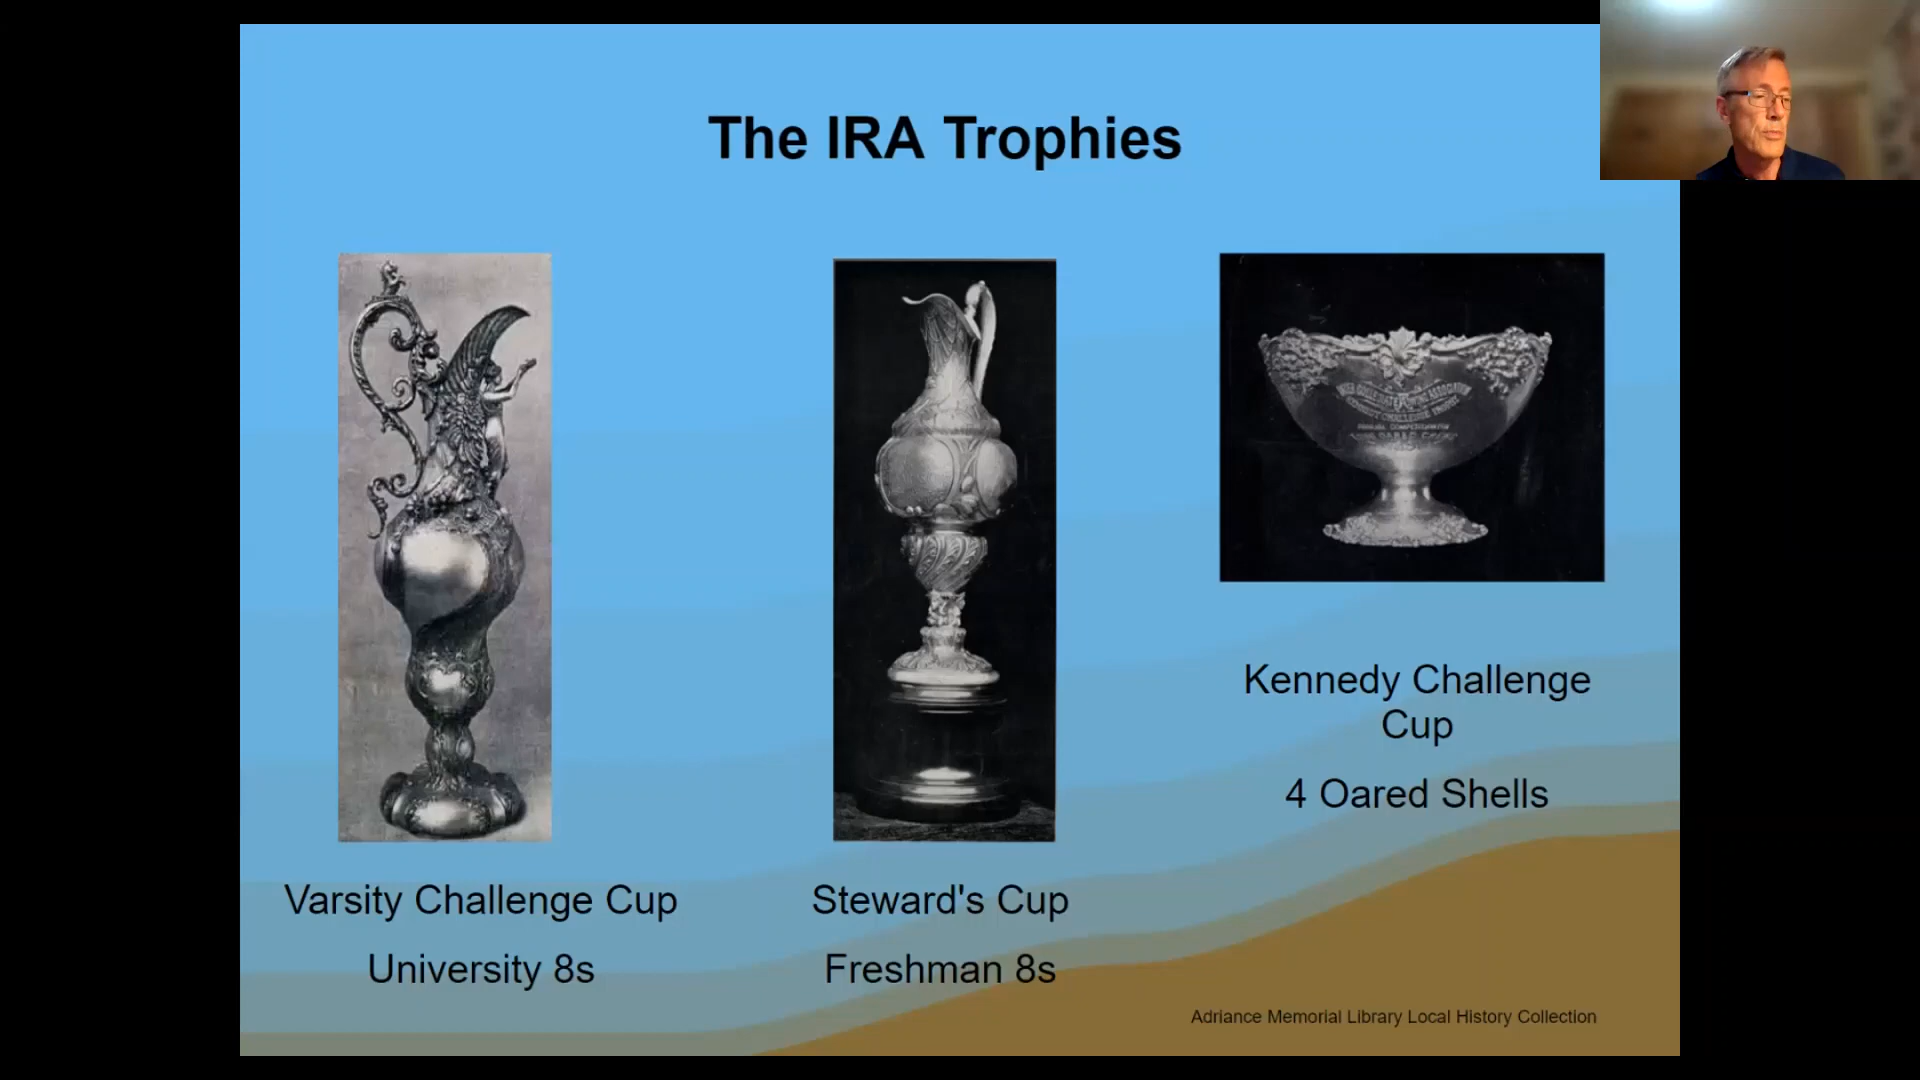 The IRA Trophies
Varsity Challenge Cup
University 8s
Steward's Cup
Freshman 8s
Kennedy Challenge
Cup
4 Oared Shells
Adriance Memorial Library Local History Collection